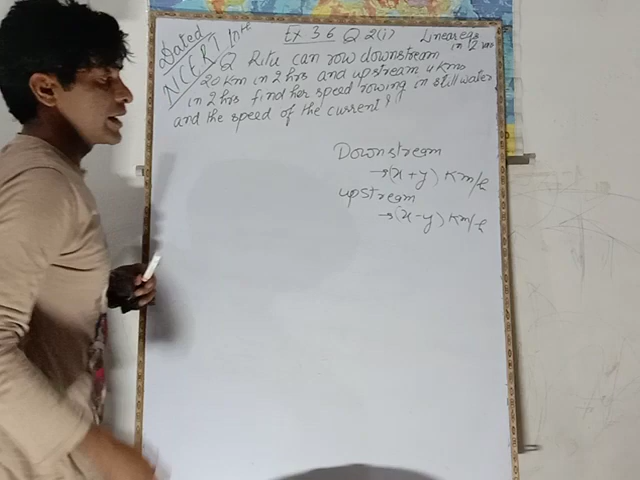 Dated
NCERT 10th
Ex 3.6 Q 2(i)
Linear eqs
in 2 var
Q Ritu can row downstream
20 Km in 2 hrs and upstream 4 Kms
in 2 hrs find her speed rowing in still water
and the speed of the current?
Downstream
→(x+y) Km/h
upstream
→(x-y) Km/h